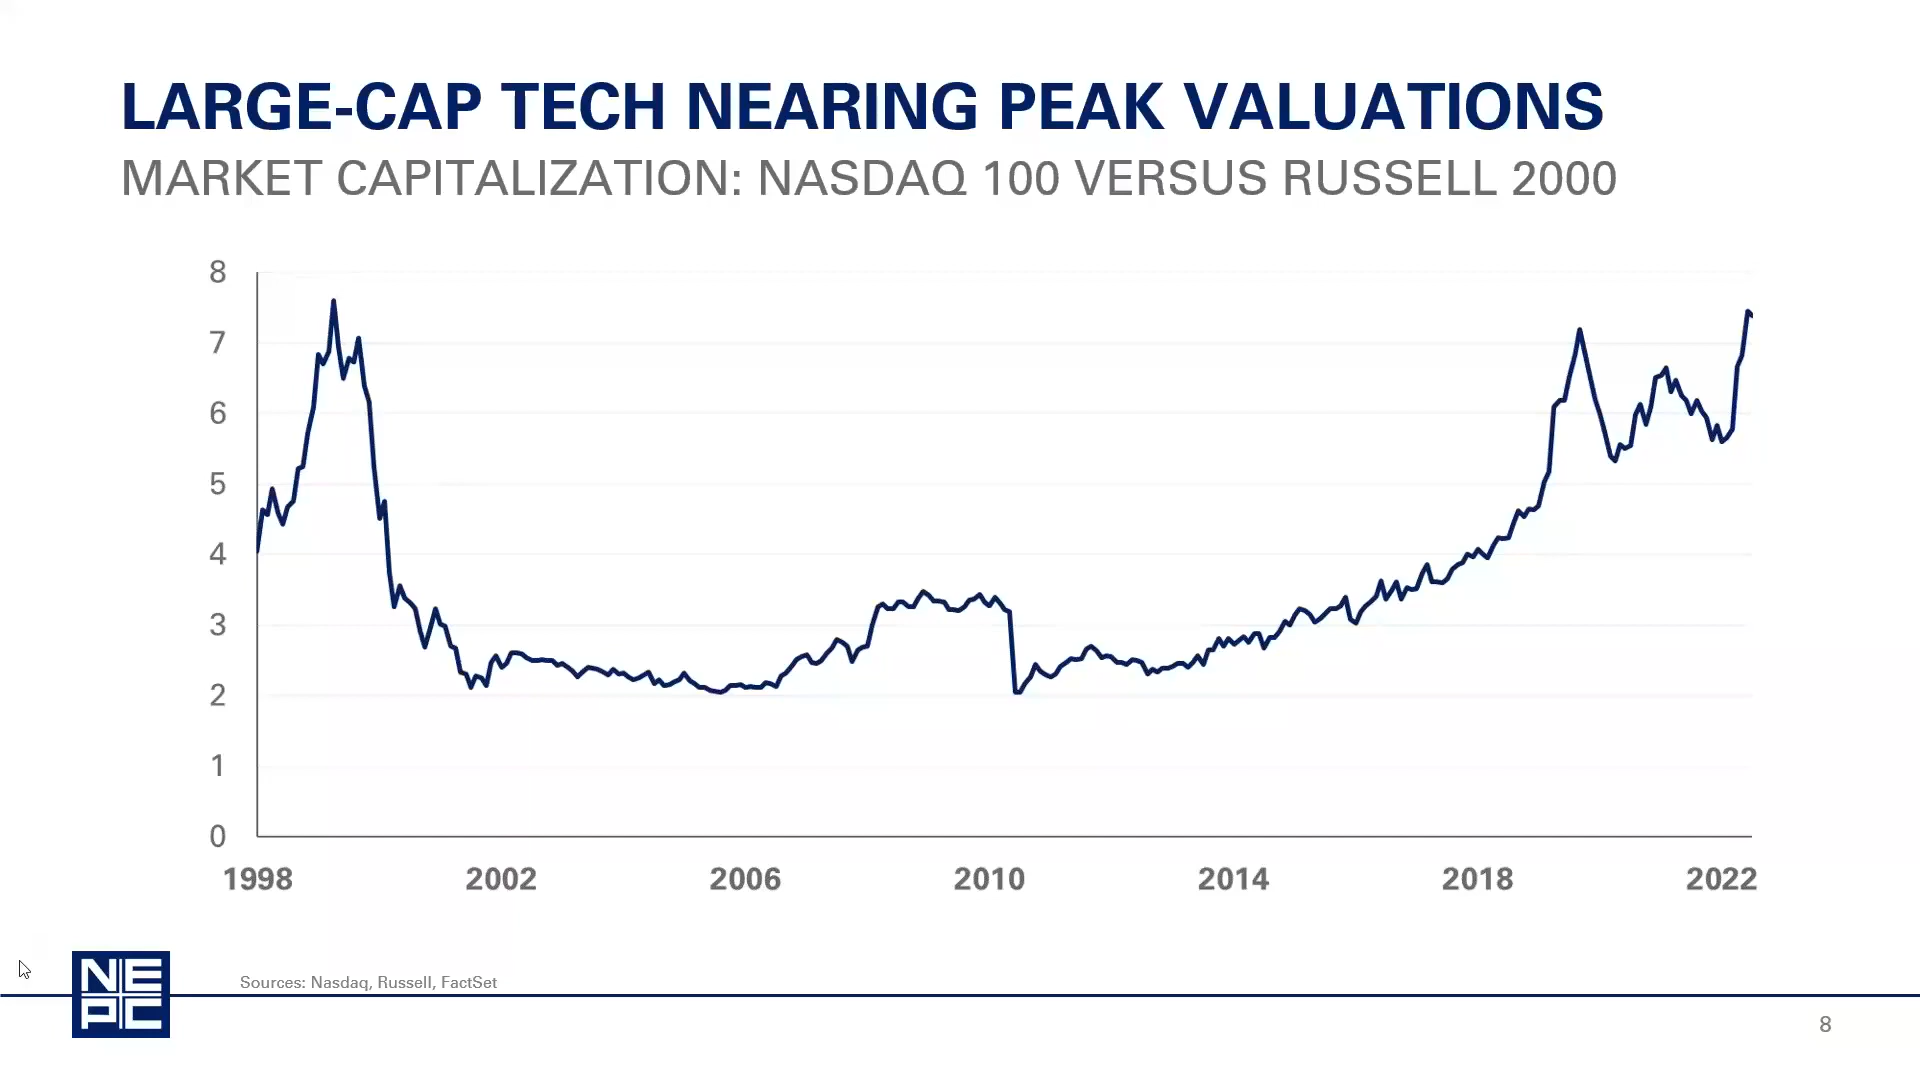 LARGE-CAP TECH NEARING PEAK VALUATIONS
MARKET CAPITALIZATION: NASDAQ 100 VERSUS RUSSELL 2000
8
7
6
5
4
3
2
1
0
1998 2002 2006 2010 2014 2018 2022
NE
PC
Sources: Nasdaq, Russell, FactSet
8